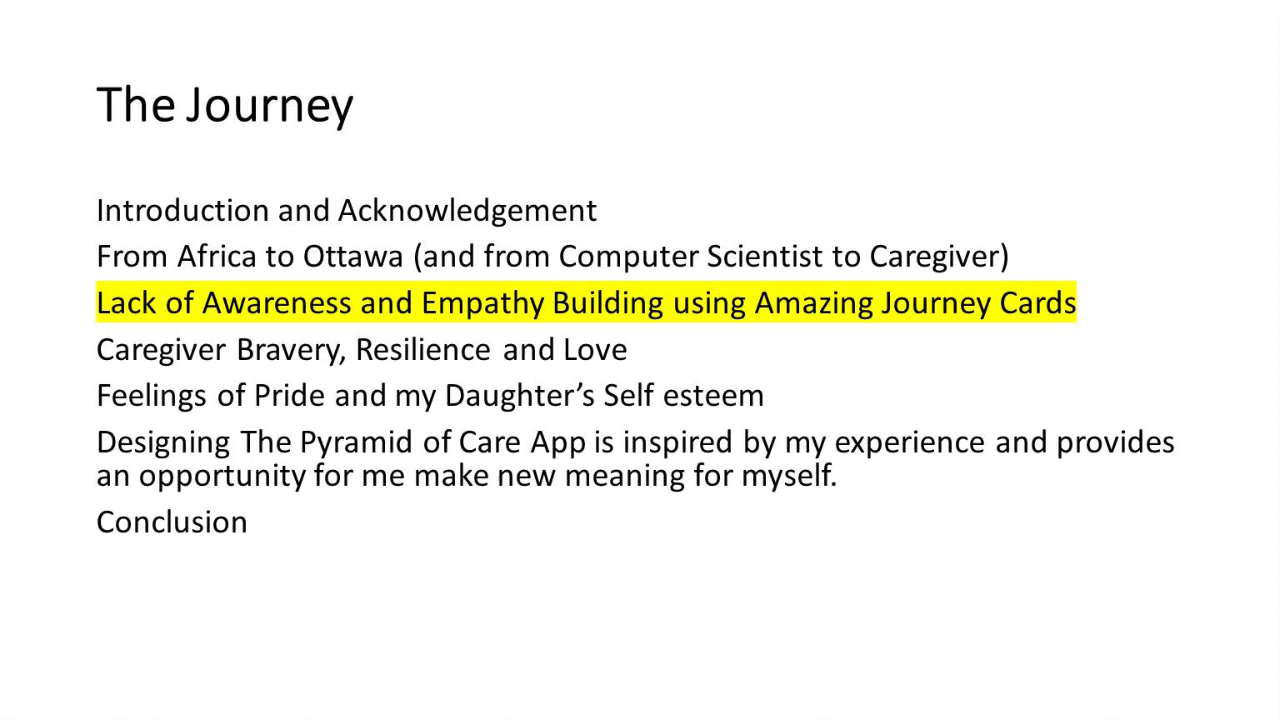 The Journey
Introduction and Acknowledgement
From Africa to Ottawa (and from Computer Scientist to Caregiver)
Lack of Awareness and Empathy Building using Amazing Journey Cards
Caregiver Bravery, Resilience and Love
Feelings of Pride and my Daughter’s Self esteem
Designing The Pyramid of Care App is inspired by my experience and provides
an opportunity for me make new meaning for myself.
Conclusion